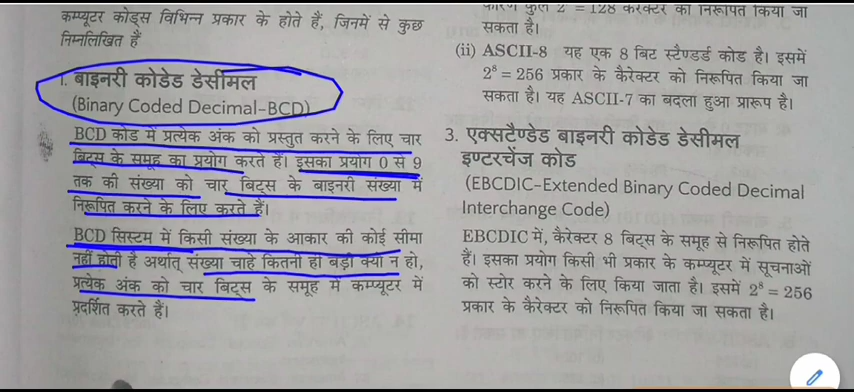 कम्प्यूटर कोड्स विभिन्न प्रकार के होते हैं, जिनमें से कुछ
निम्नलिखित हैं
1. बाइनरी कोडेड डेसीमल
(Binary Coded Decimal-BCD)
BCD कोड में प्रत्येक अंक को प्रस्तुत करने के लिए चार
बिट्स के समूह का प्रयोग करते हैं। इसका प्रयोग 0 से 9
तक की संख्या को चार बिट्स के बाइनरी संख्या में
निरूपित करने के लिए करते हैं।
BCD सिस्टम में किसी संख्या के आकार की कोई सीमा
नहीं होती है अर्थात् संख्या चाहे कितनी ही बड़ी क्यों न हो,
प्रत्येक अंक को चार बिट्स के समूह में कम्प्यूटर में
प्रदर्शित करते हैं।
कारण कुल 2 = 128 कैरेक्टर को निरूपित किया जा
सकता है।
(ii) ASCII-8 यह एक 8 बिट स्टैण्डर्ड कोड है। इसमें
2⁸ = 256 प्रकार के कैरेक्टर को निरूपित किया जा
सकता है। यह ASCII-7 का बदला हुआ प्रारूप है।
3. एक्सटैण्डेड बाइनरी कोडेड डेसीमल
इण्टरचेंज कोड
(EBCDIC-Extended Binary Coded Decimal
Interchange Code)
EBCDIC में, कैरेक्टर 8 बिट्स के समूह से निरूपित होते
हैं। इसका प्रयोग किसी भी प्रकार के कम्प्यूटर में सूचनाओं
को स्टोर करने के लिए किया जाता है। इसमें 2⁸ = 256
प्रकार के कैरेक्टर को निरूपित किया जा सकता है।